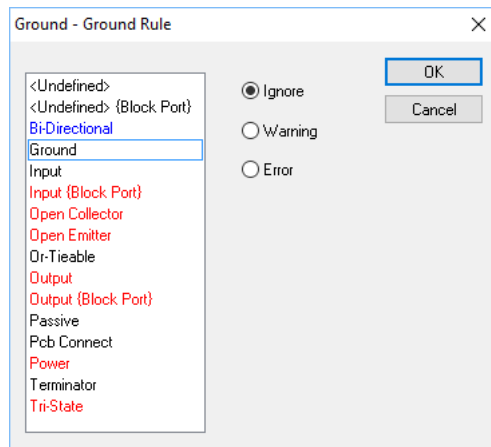 Ground - Ground Rule
<Undefined>
<Undefined> {Block Port}
Bi-Directional
Ground
Input
Input {Block Port}
Open Collector
Open Emitter
Or-Tieable
Output
Output {Block Port}
Passive
Pcb Connect
Power
Terminator
Tri-State
Ignore
Warning
Error
OK
Cancel